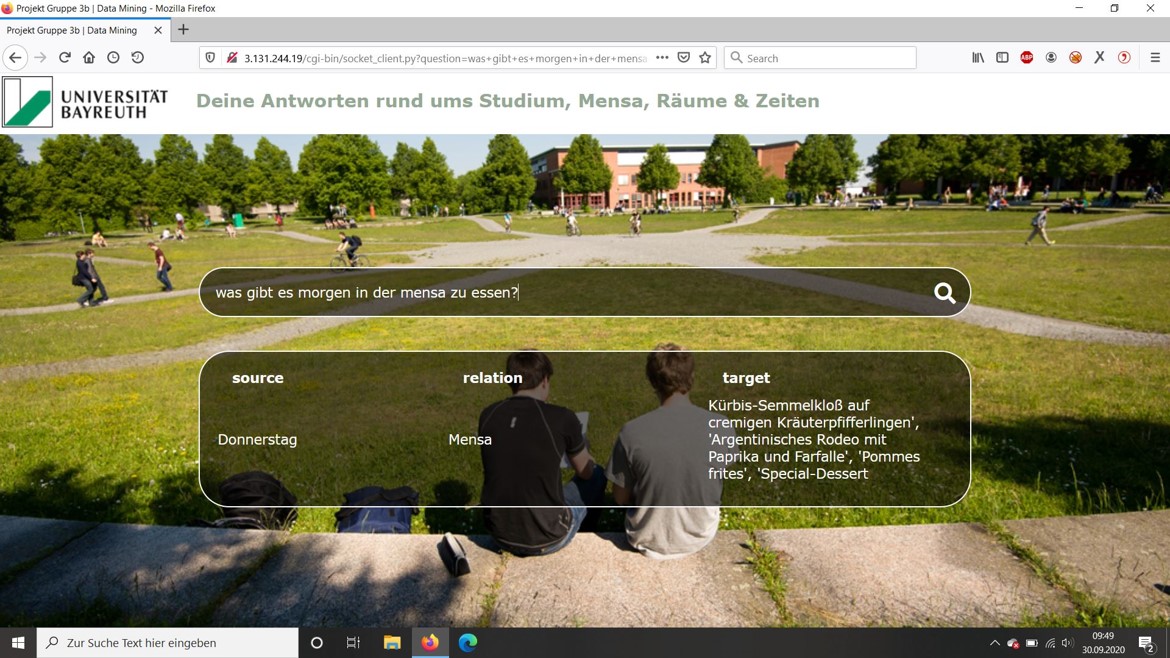 Projekt Gruppe 3b | Data Mining - Mozilla Firefox
Projekt Gruppe 3b | Data Mining
3.131.244.19/cgi-bin/socket_client.py?question=was+gibt+es+morgen+in+der+mensa
Search
ABP
UNIVERSITÄT
BAYREUTH
Deine Antworten rund ums Studium, Mensa, Räume & Zeiten
was gibt es morgen in der mensa zu essen?
source relation target
Donnerstag
Mensa
Kürbis-Semmelkloß auf
cremigen Kräuterpfifferlingen',
'Argentinisches Rodeo mit
Paprika und Farfalle', 'Pommes
frites', 'Special-Dessert
Zur Suche Text hier eingeben
09:49
30.09.2020
2